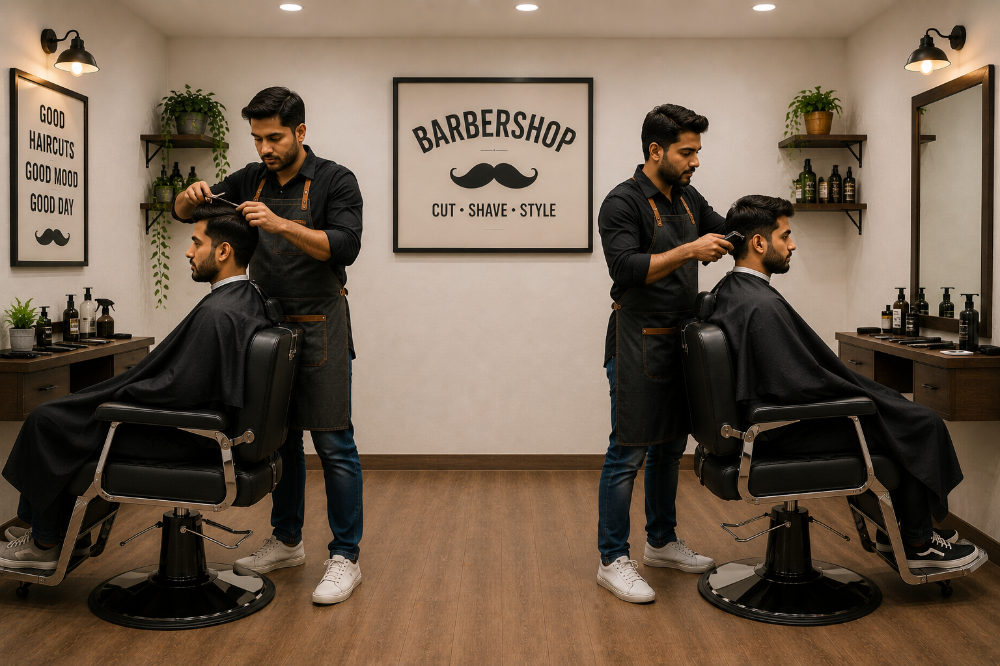 GOOD
HAIRCUTS
GOOD MOOD
GOOD DAY
BARBERSHOP
CUT • SHAVE • STYLE